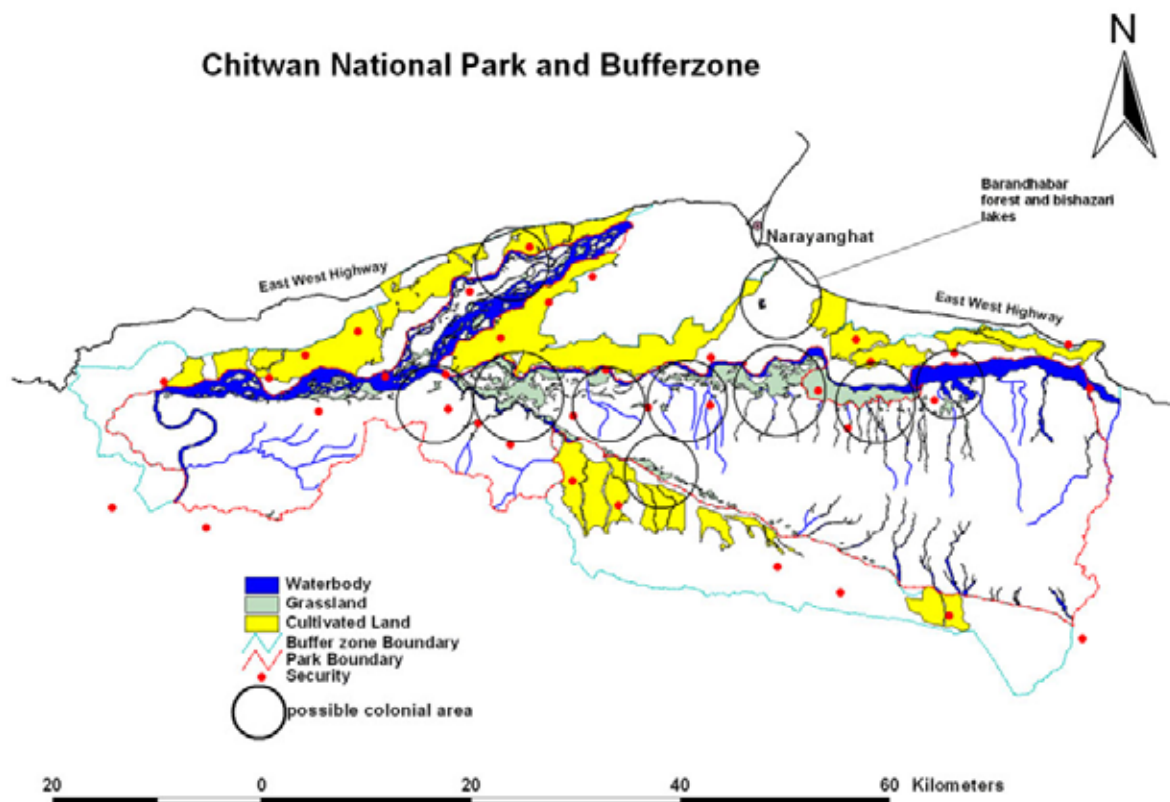 Chitwan National Park and Bufferzone
N
Barandhabar
forest and bishazari
lakes
Narayanghat
East West Highway
East West Highway
Waterbody
Grassland
Cultivated Land
Buffer zone Boundary
Park Boundary
Security
possible colonial area
20 0 20 40 60 Kilometers